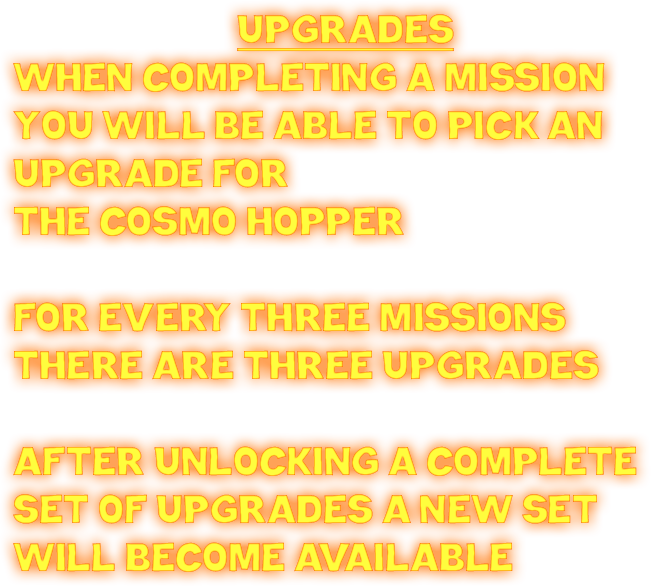 UPGRADES
WHEN COMPLETING A MISSION
YOU WILL BE ABLE TO PICK AN
UPGRADE FOR
THE COSMO HOPPER
FOR EVERY THREE MISSIONS
THERE ARE THREE UPGRADES
AFTER UNLOCKING A COMPLETE
SET OF UPGRADES A NEW SET
WILL BECOME AVAILABLE